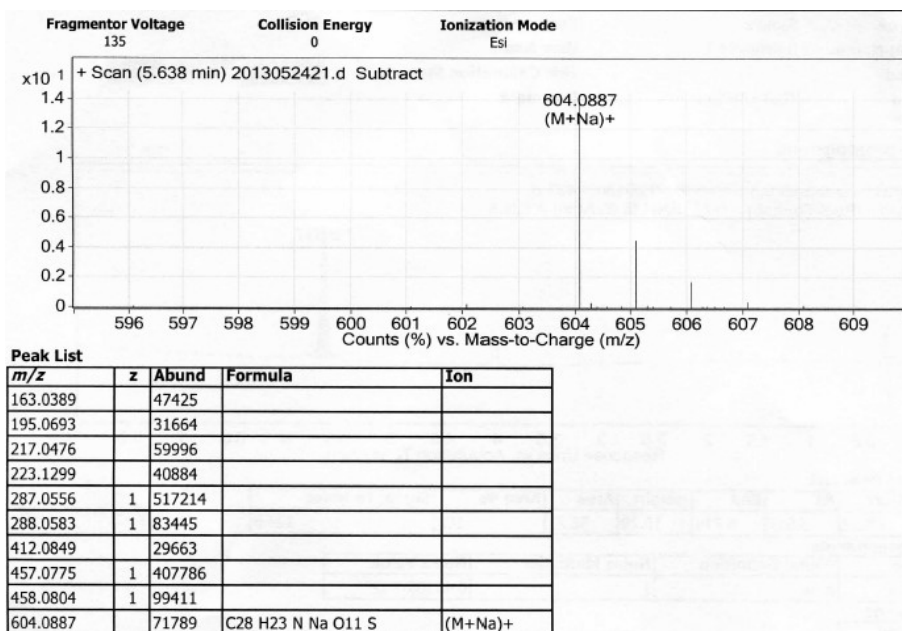 Fragmentor Voltage Collision Energy Ionization Mode
135 0 Esi
x10 1 + Scan (5.638 min) 2013052421.d Subtract
1.4
604.0887
1.2
(M+Na)+
1
0.8
0.6
0.4
0.2
0
596 597 598 599 600 601 602 603 604 605 606 607 608 609
Counts (%) vs. Mass-to-Charge (m/z)
Peak List
m/z z Abund Formula Ion
163.0389 47425
195.0693 31664
217.0476 59996
223.1299 40884
287.0556 1 517214
288.0583 1 83445
412.0849 29663
457.0775 1 407786
458.0804 1 99411
604.0887 71789 C28 H23 N Na O11 S (M+Na)+